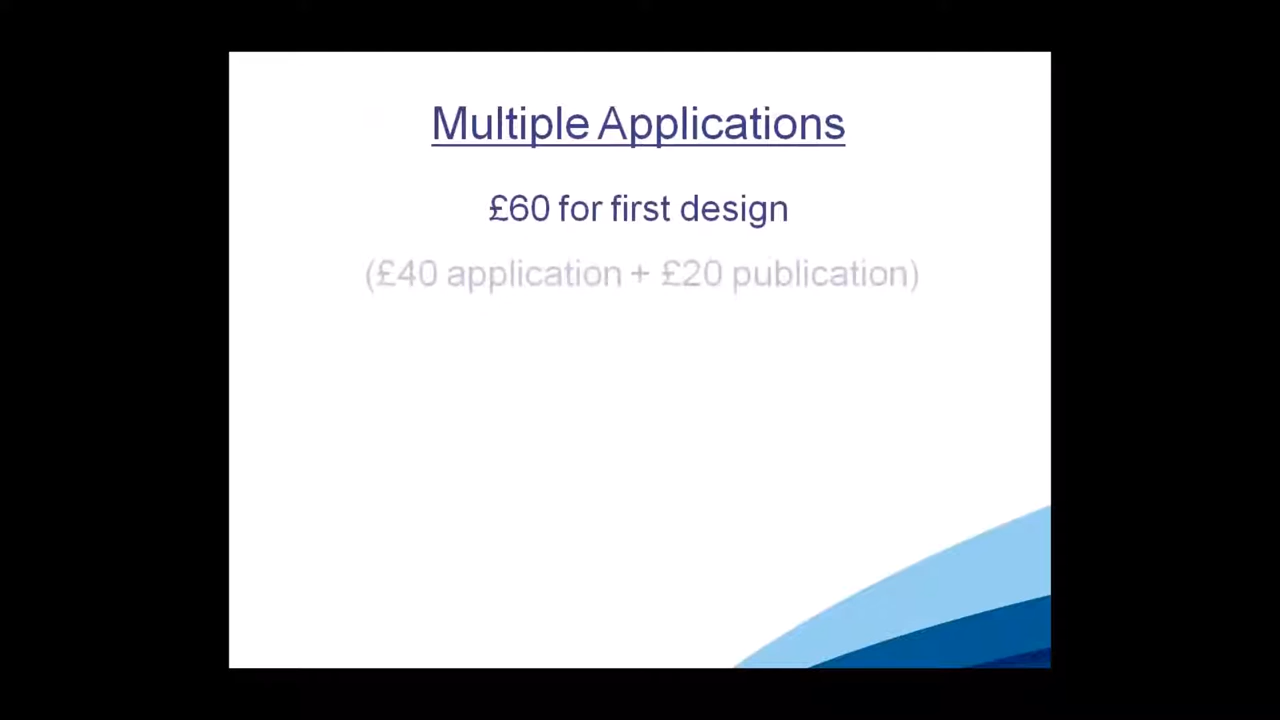 Multiple Applications
£60 for first design
(£40 application + £20 publication)